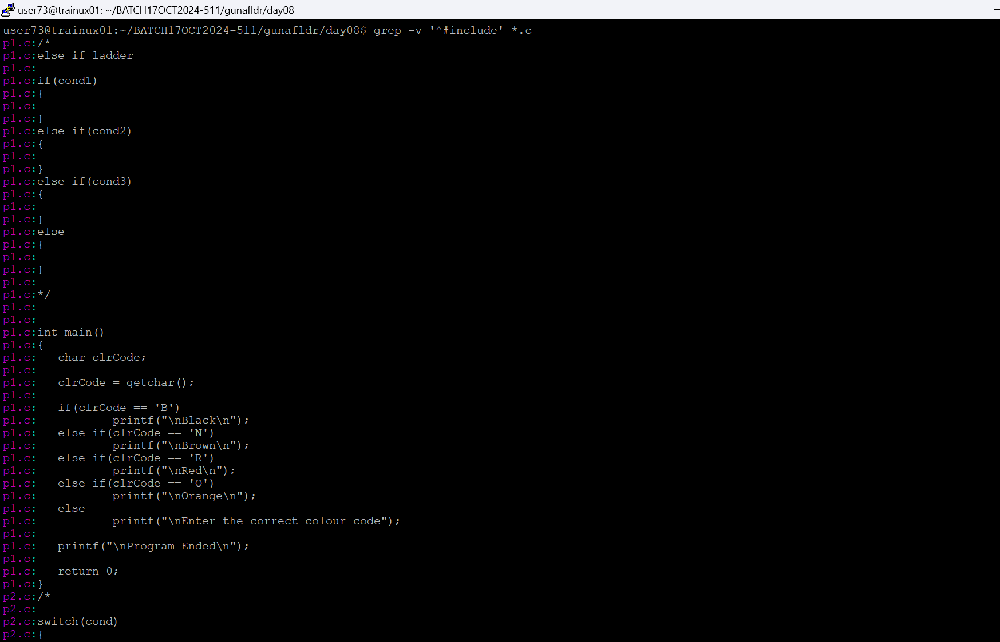 user73@trainux01: ~/BATCH17OCT2024-511/gunafldr/day08
user73@trainux01:~/BATCH17OCT2024-511/gunafldr/day08$ grep -v '^#include' *.c
p1.c:/*
p1.c:else if ladder
p1.c:
p1.c:if(cond1)
p1.c:{
p1.c:
p1.c:}
p1.c:else if(cond2)
p1.c:{
p1.c:
p1.c:}
p1.c:else if(cond3)
p1.c:{
p1.c:
p1.c:}
p1.c:else
p1.c:{
p1.c:
p1.c:}
p1.c:
p1.c:*/
p1.c:
p1.c:
p1.c:int main()
p1.c:{
p1.c:   char clrCode;
p1.c:
p1.c:   clrCode = getchar();
p1.c:
p1.c:   if(clrCode == 'B')
p1.c:           printf("\nBlack\n");
p1.c:   else if(clrCode == 'N')
p1.c:           printf("\nBrown\n");
p1.c:   else if(clrCode == 'R')
p1.c:           printf("\nRed\n");
p1.c:   else if(clrCode == 'O')
p1.c:           printf("\nOrange\n");
p1.c:   else
p1.c:           printf("\nEnter the correct colour code");
p1.c:
p1.c:   printf("\nProgram Ended\n");
p1.c:
p1.c:   return 0;
p1.c:}
p2.c:/*
p2.c:
p2.c:switch(cond)
p2.c:{